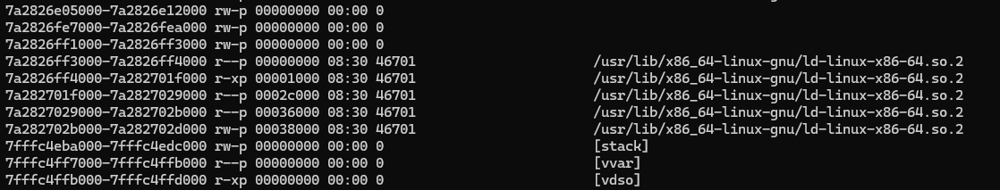 7a2826e05000-7a2826e12000 rw-p 00000000 00:00 0
7a2826fe7000-7a2826fea000 rw-p 00000000 00:00 0
7a2826ff1000-7a2826ff3000 rw-p 00000000 00:00 0
7a2826ff3000-7a2826ff4000 r--p 00000000 08:30 46701 /usr/lib/x86_64-linux-gnu/ld-linux-x86-64.so.2
7a2826ff4000-7a282701f000 r-xp 00001000 08:30 46701 /usr/lib/x86_64-linux-gnu/ld-linux-x86-64.so.2
7a282701f000-7a2827029000 r--p 0002c000 08:30 46701 /usr/lib/x86_64-linux-gnu/ld-linux-x86-64.so.2
7a2827029000-7a282702b000 r--p 00036000 08:30 46701 /usr/lib/x86_64-linux-gnu/ld-linux-x86-64.so.2
7a282702b000-7a282702d000 rw-p 00038000 08:30 46701 /usr/lib/x86_64-linux-gnu/ld-linux-x86-64.so.2
7fffc4eba000-7fffc4edc000 rw-p 00000000 00:00 0 [stack]
7fffc4ff7000-7fffc4ffb000 r--p 00000000 00:00 0 [vvar]
7fffc4ffb000-7fffc4ffd000 r-xp 00000000 00:00 0 [vdso]